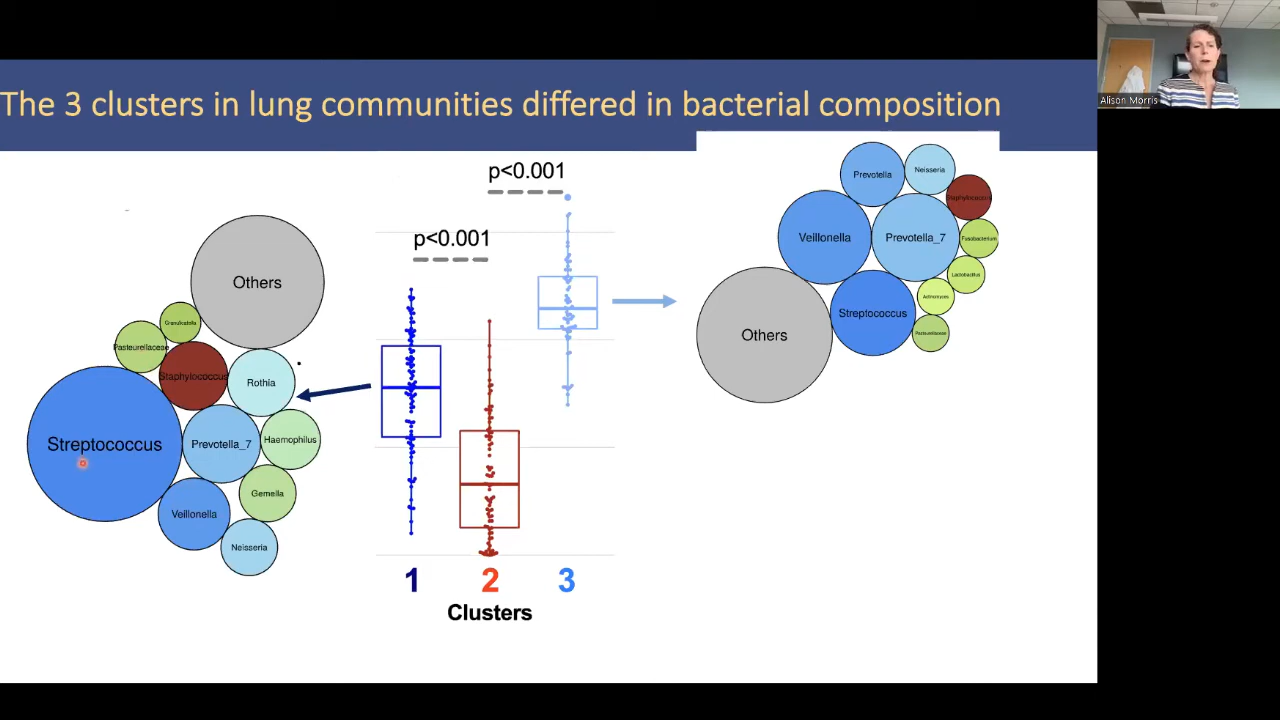 The 3 clusters in lung communities differed in bacterial composition
Alison Morris
p<0.001
p<0.001
Others
Granulicatella
Pasteurellaceae
Staphylococcus
Rothia
Streptococcus
Prevotella_7
Haemophilus
Gemella
Veillonella
Neisseria
Prevotella
Neisseria
Staphylococcus
Veillonella
Prevotella_7
Fusobacterium
Lactobacillus
Actinomyces
Streptococcus
Pasteurellaceae
Others
1 2 3
Clusters